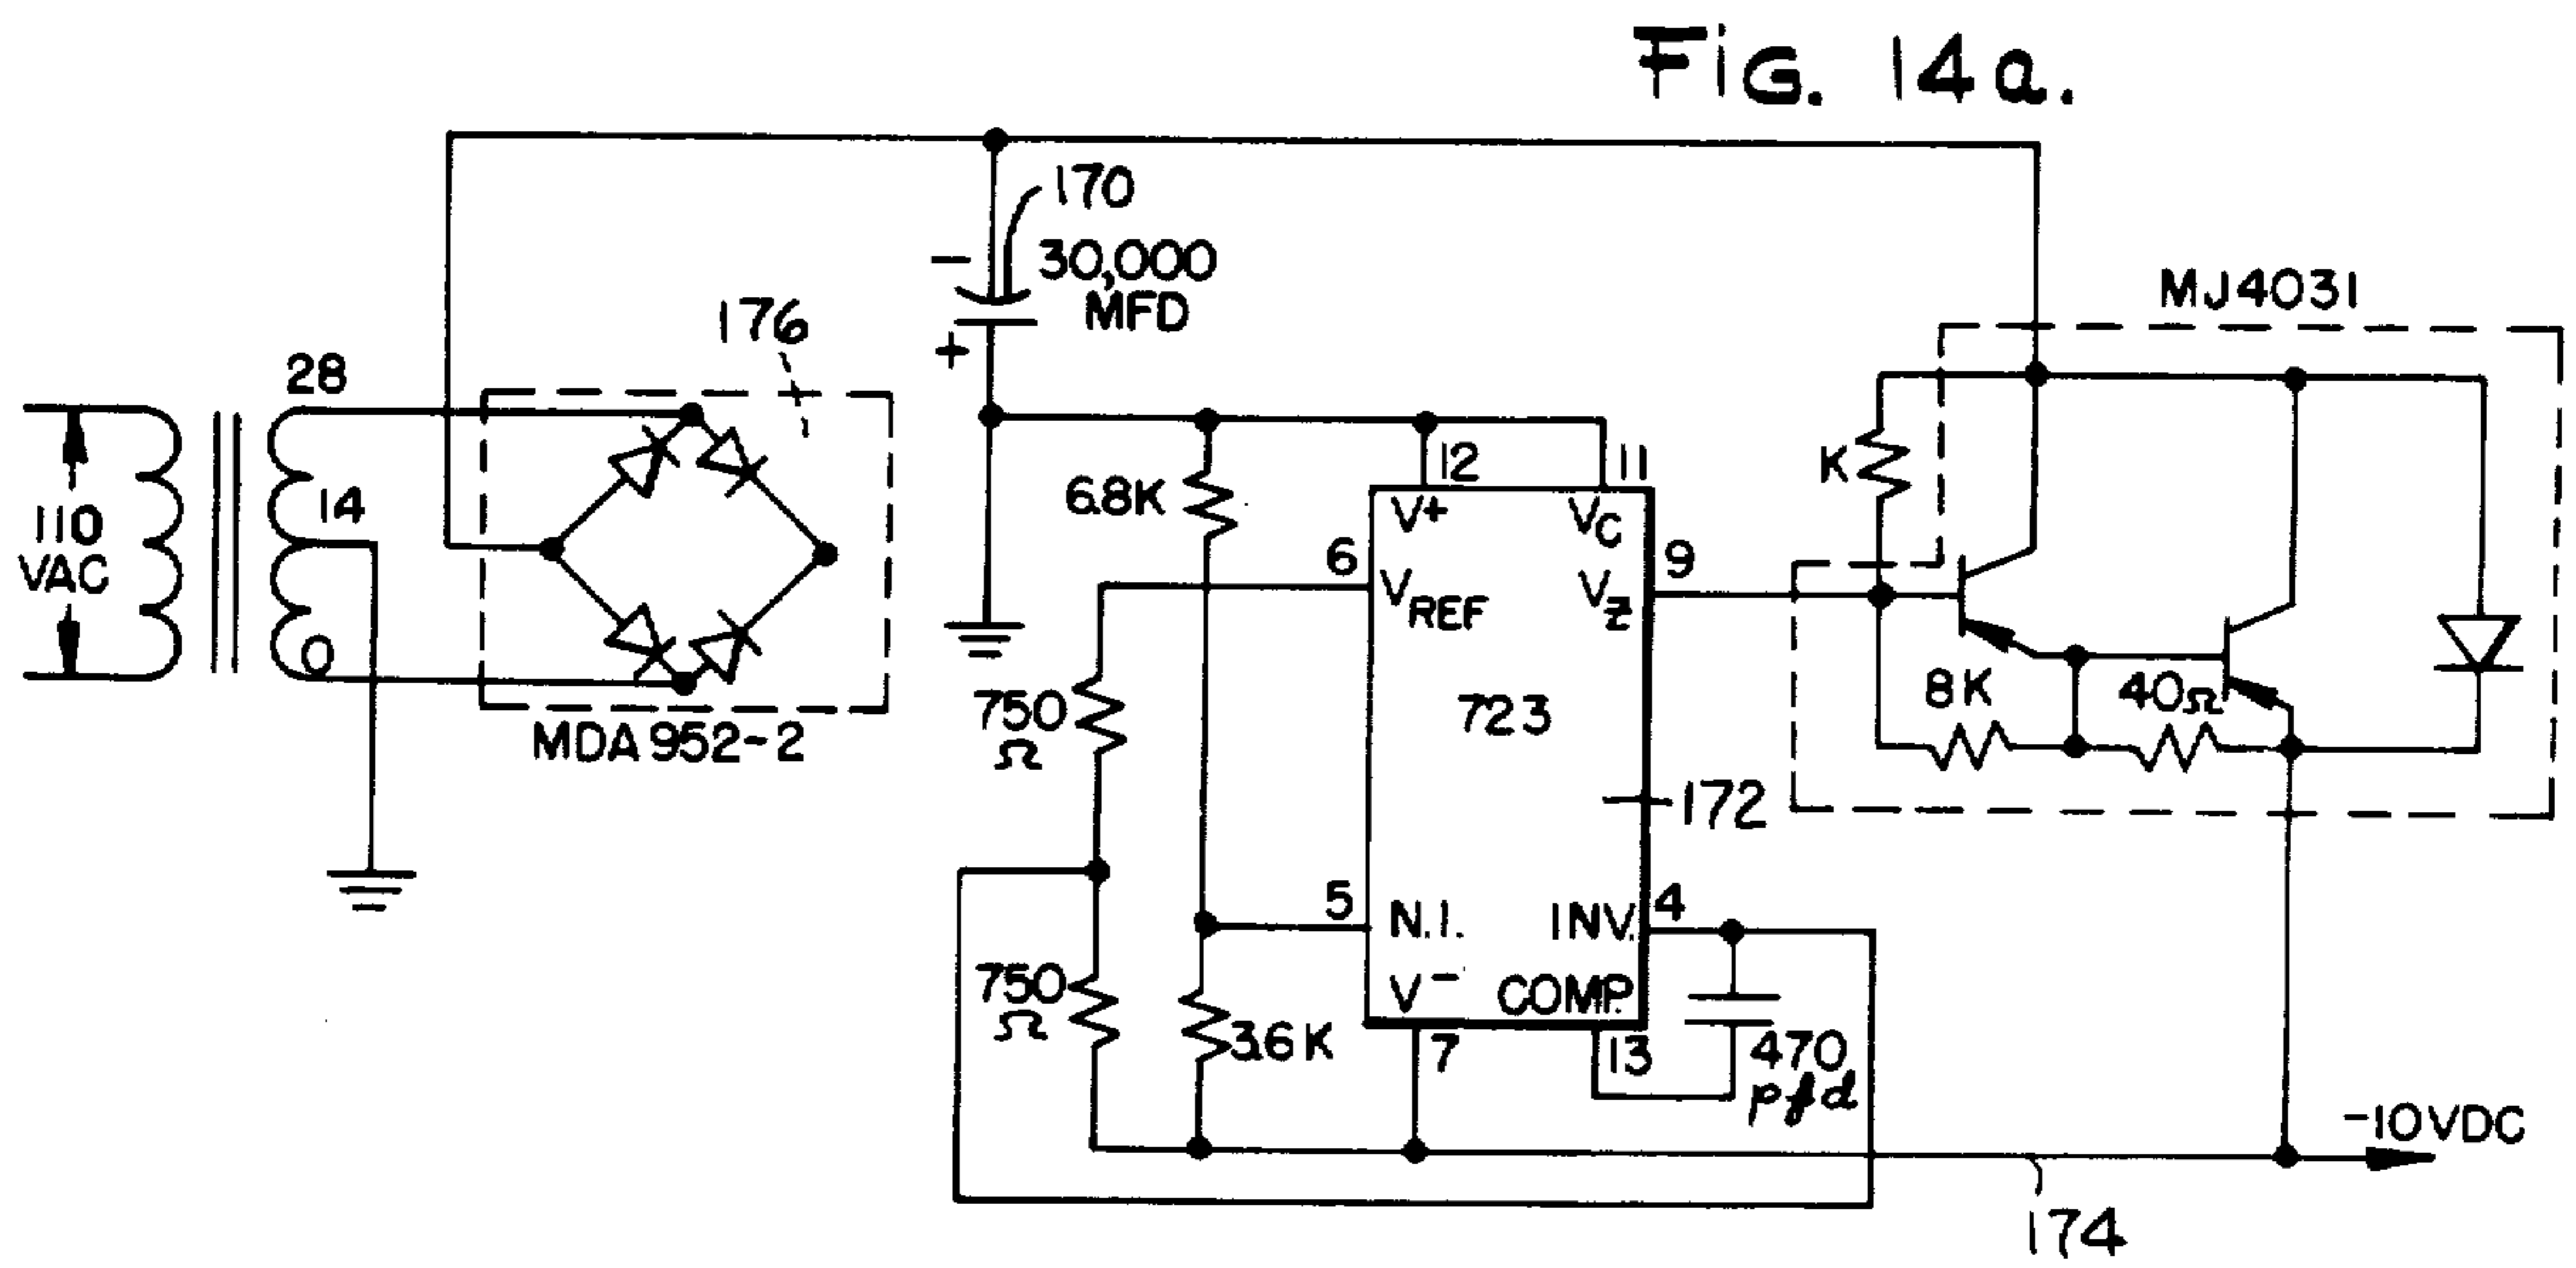 FiG. 14a.
170
30,000
MFD
−
+
176
MJ4031
28
14
0
110
VAC
MDA 952-2
6.8K
12
11
V+
VC
K
6
VREF
9
VZ
750
Ω
723
8K
40Ω
172
5
N.I.
INV.
4
V−
COMP.
750
Ω
3.6K
7
13
470
pfd
-10VDC
174